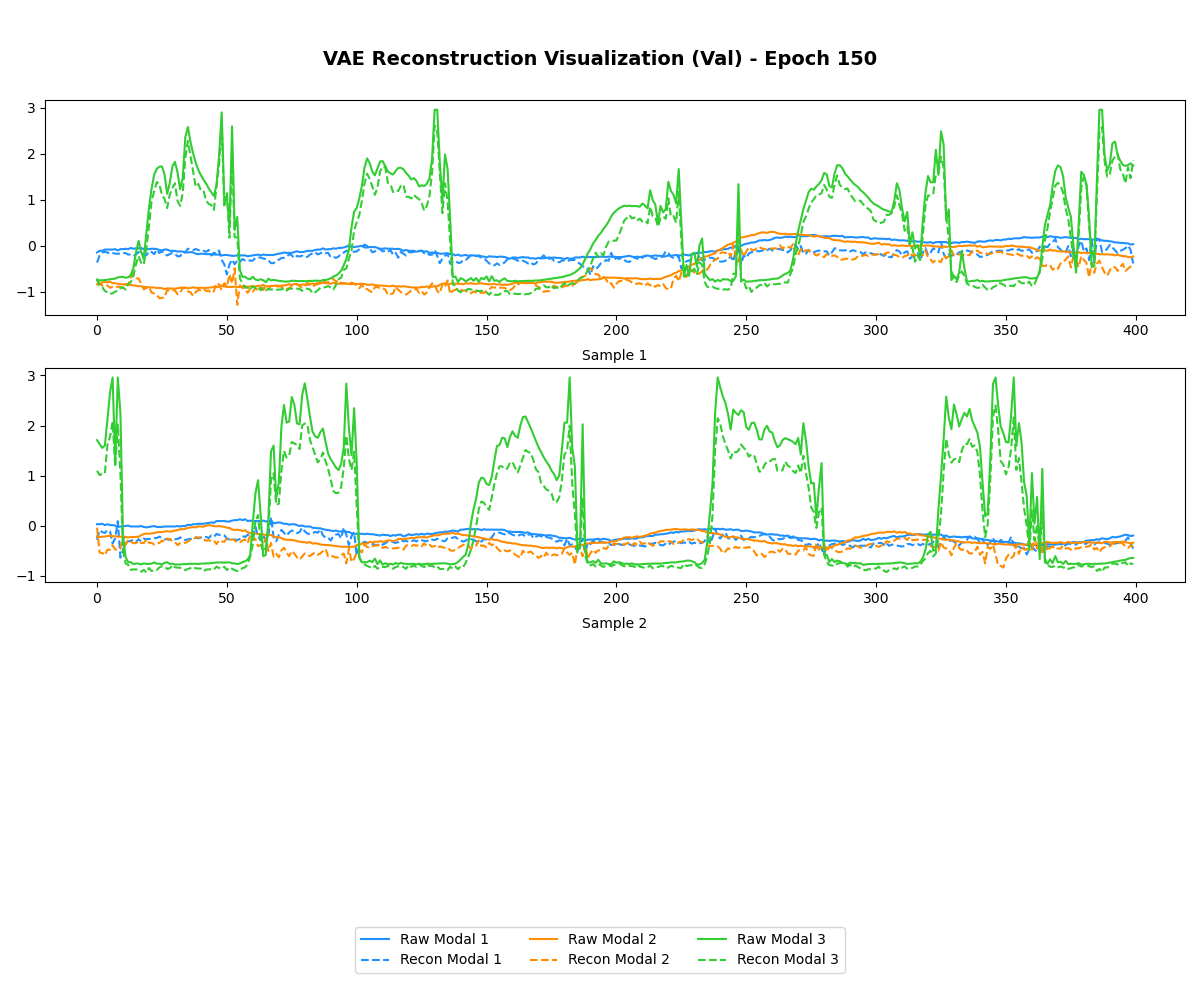 VAE Reconstruction Visualization (Val) - Epoch 150
3
2
1
0
−1
0 50 100 150 200 250 300 350 400
Sample 1
3
2
1
0
−1
0 50 100 150 200 250 300 350 400
Sample 2
Raw Modal 1 Raw Modal 2 Raw Modal 3
Recon Modal 1 Recon Modal 2 Recon Modal 3